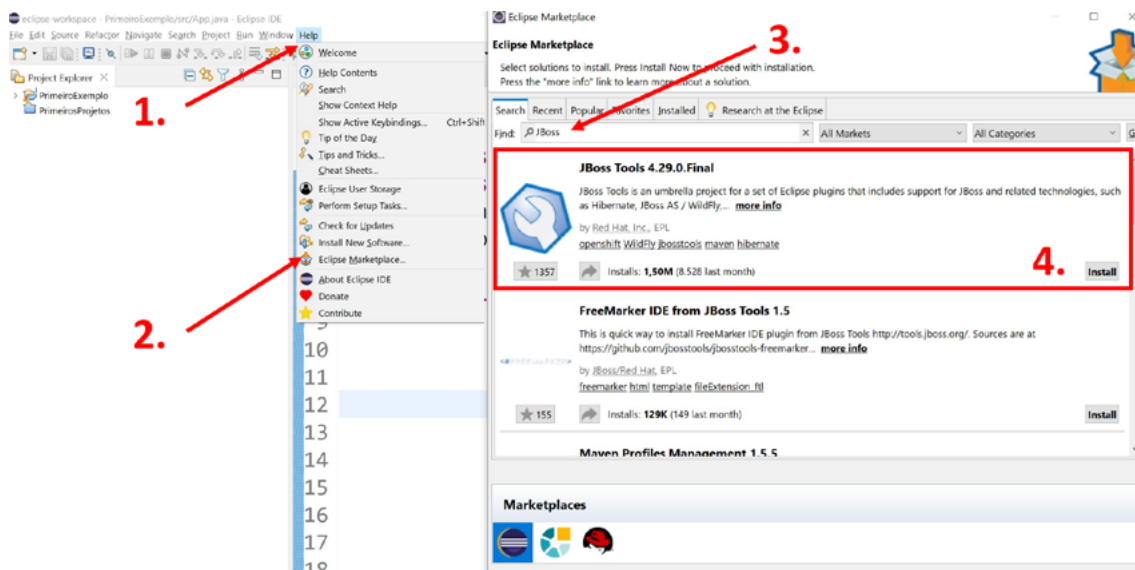 eclipse-workspace - PrimeiroExemplo/src/App.java - Eclipse IDE
File Edit Source Refactor Navigate Search Project Run Window Help
Project Explorer
PrimeiroExemplo
PrimeirosProjetos
1.
2.
Welcome
Help Contents
Search
Show Context Help
Show Active Keybindings... Ctrl+Shift
Tip of the Day
Tips and Tricks...
Cheat Sheets...
Eclipse User Storage
Perform Setup Tasks...
Check for Updates
Install New Software...
Eclipse Marketplace...
About Eclipse IDE
Donate
Contribute
9
10
11
12
13
14
15
16
17
18
Eclipse Marketplace
Eclipse Marketplace
3.
Select solutions to install. Press Install Now to proceed with installation.
Press the "more info" link to learn more about a solution.
Search Recent Popular Favorites Installed Research at the Eclipse
Find: JBoss All Markets All Categories
JBoss Tools 4.29.0.Final
JBoss Tools is an umbrella project for a set of Eclipse plugins that includes support for JBoss and related technologies, such
as Hibernate, JBoss AS / WildFly,... more info
by Red Hat, Inc., EPL
openshift WildFly jbosstools maven hibernate
4.
1357 Installs: 1,50M (8.528 last month) Install
FreeMarker IDE from JBoss Tools 1.5
This is quick way to install FreeMarker IDE plugin from JBoss Tools http://tools.jboss.org/. Sources are at
https://github.com/jbosstools/jbosstools-freemarker... more info
by JBoss/Red Hat, EPL
freemarker html template fileExtension_ftl
155 Installs: 129K (149 last month) Install
Maven Profiles Management 1.5.5
Marketplaces